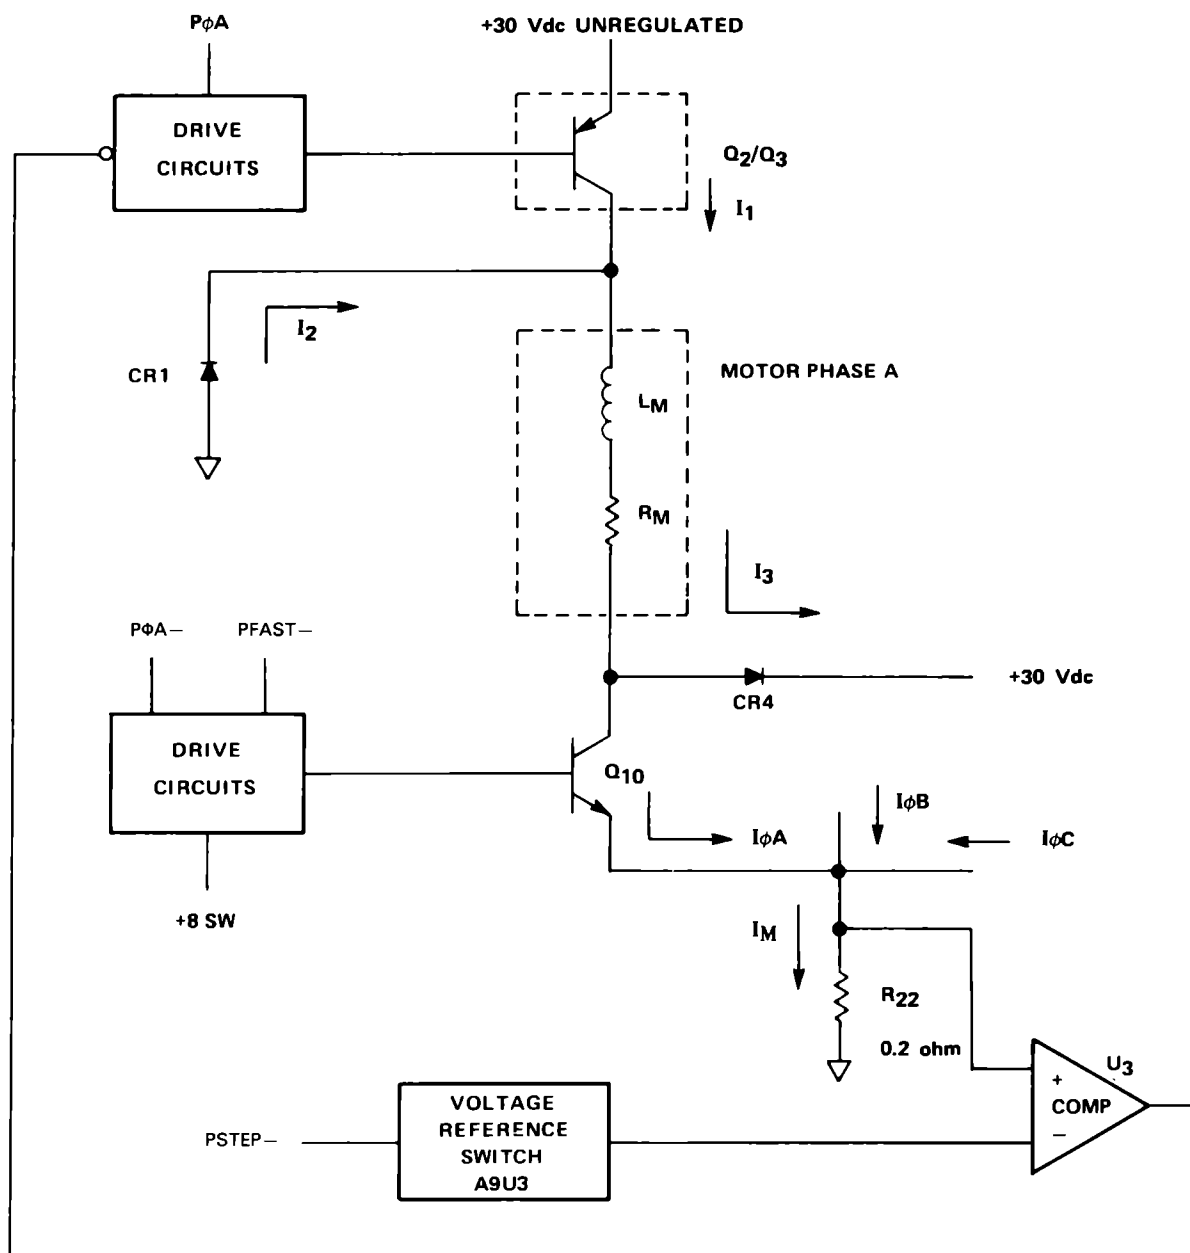 PϕA
+30 Vdc UNREGULATED
DRIVE
CIRCUITS
Q2/Q3
I1
I2
CR1
MOTOR PHASE A
LM
RM
I3
PΦA–
PFAST–
+30 Vdc
CR4
DRIVE
CIRCUITS
Q10
IϕB
IϕA
IϕC
+8 SW
IM
R22
0.2 ohm
U3
+
COMP
–
VOLTAGE
REFERENCE
SWITCH
A9U3
PSTEP–